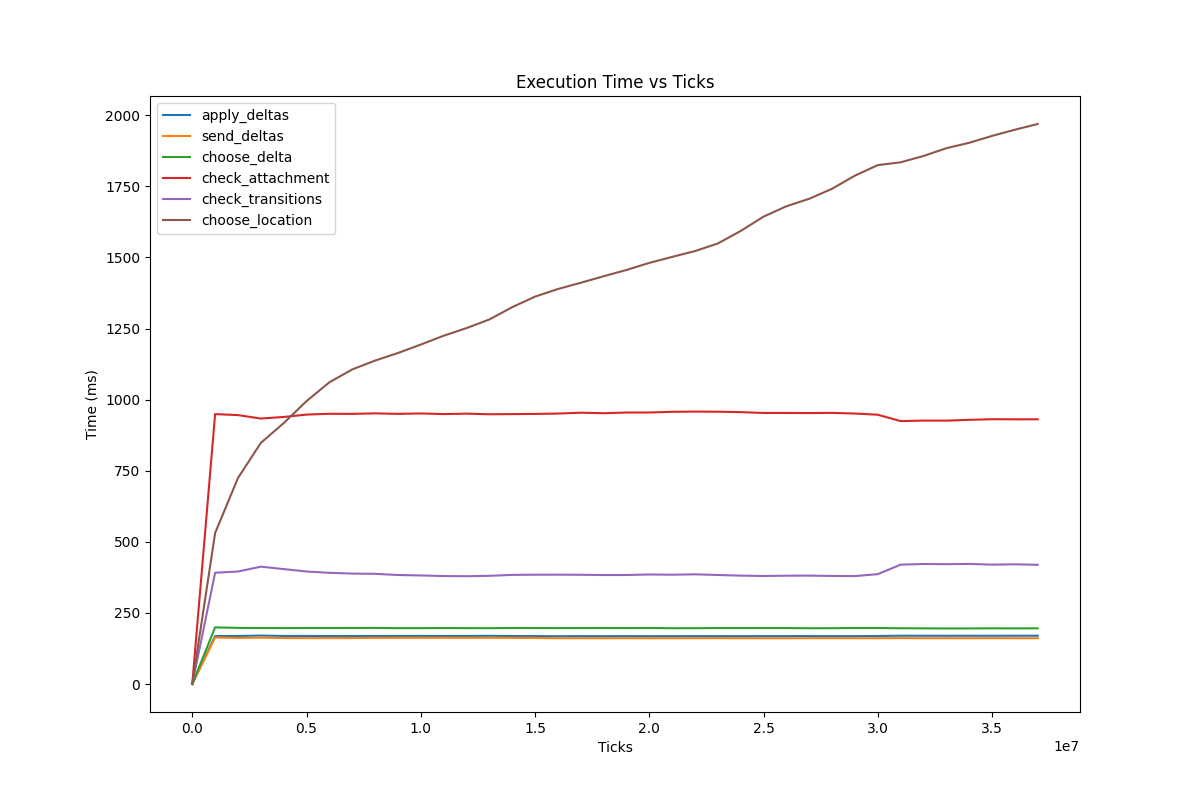 Execution Time vs Ticks
apply_deltas
send_deltas
choose_delta
check_attachment
check_transitions
choose_location
Time (ms)
2000
1750
1500
1250
1000
750
500
250
0
0.0 0.5 1.0 1.5 2.0 2.5 3.0 3.5
1e7
Ticks